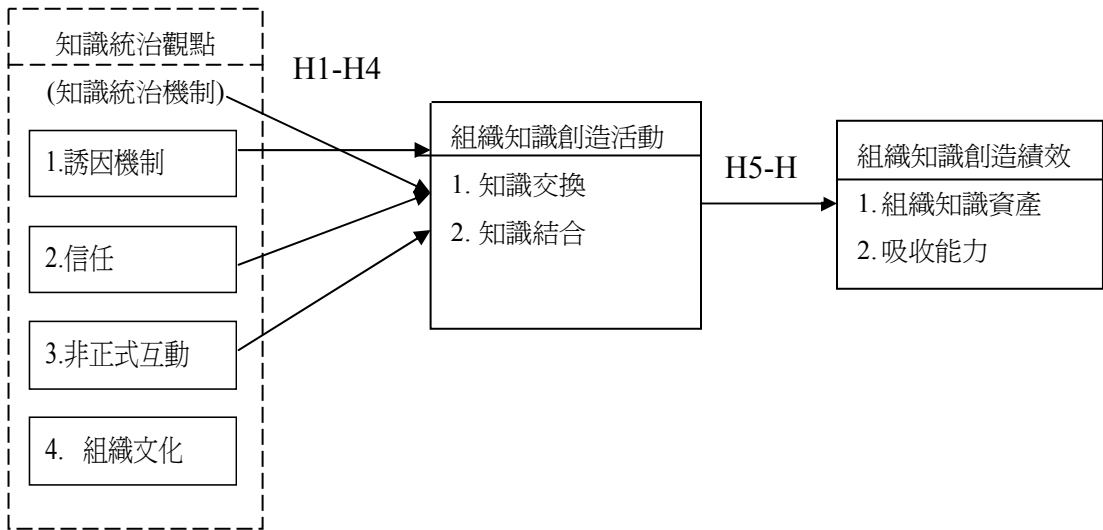 知識統治觀點
(知識統治機制)
1.誘因機制
2.信任
3.非正式互動
4. 組織文化
H1-H4
組織知識創造活動
1. 知識交換
2. 知識結合
H5-H
組織知識創造績效
1.組織知識資產
2.吸收能力